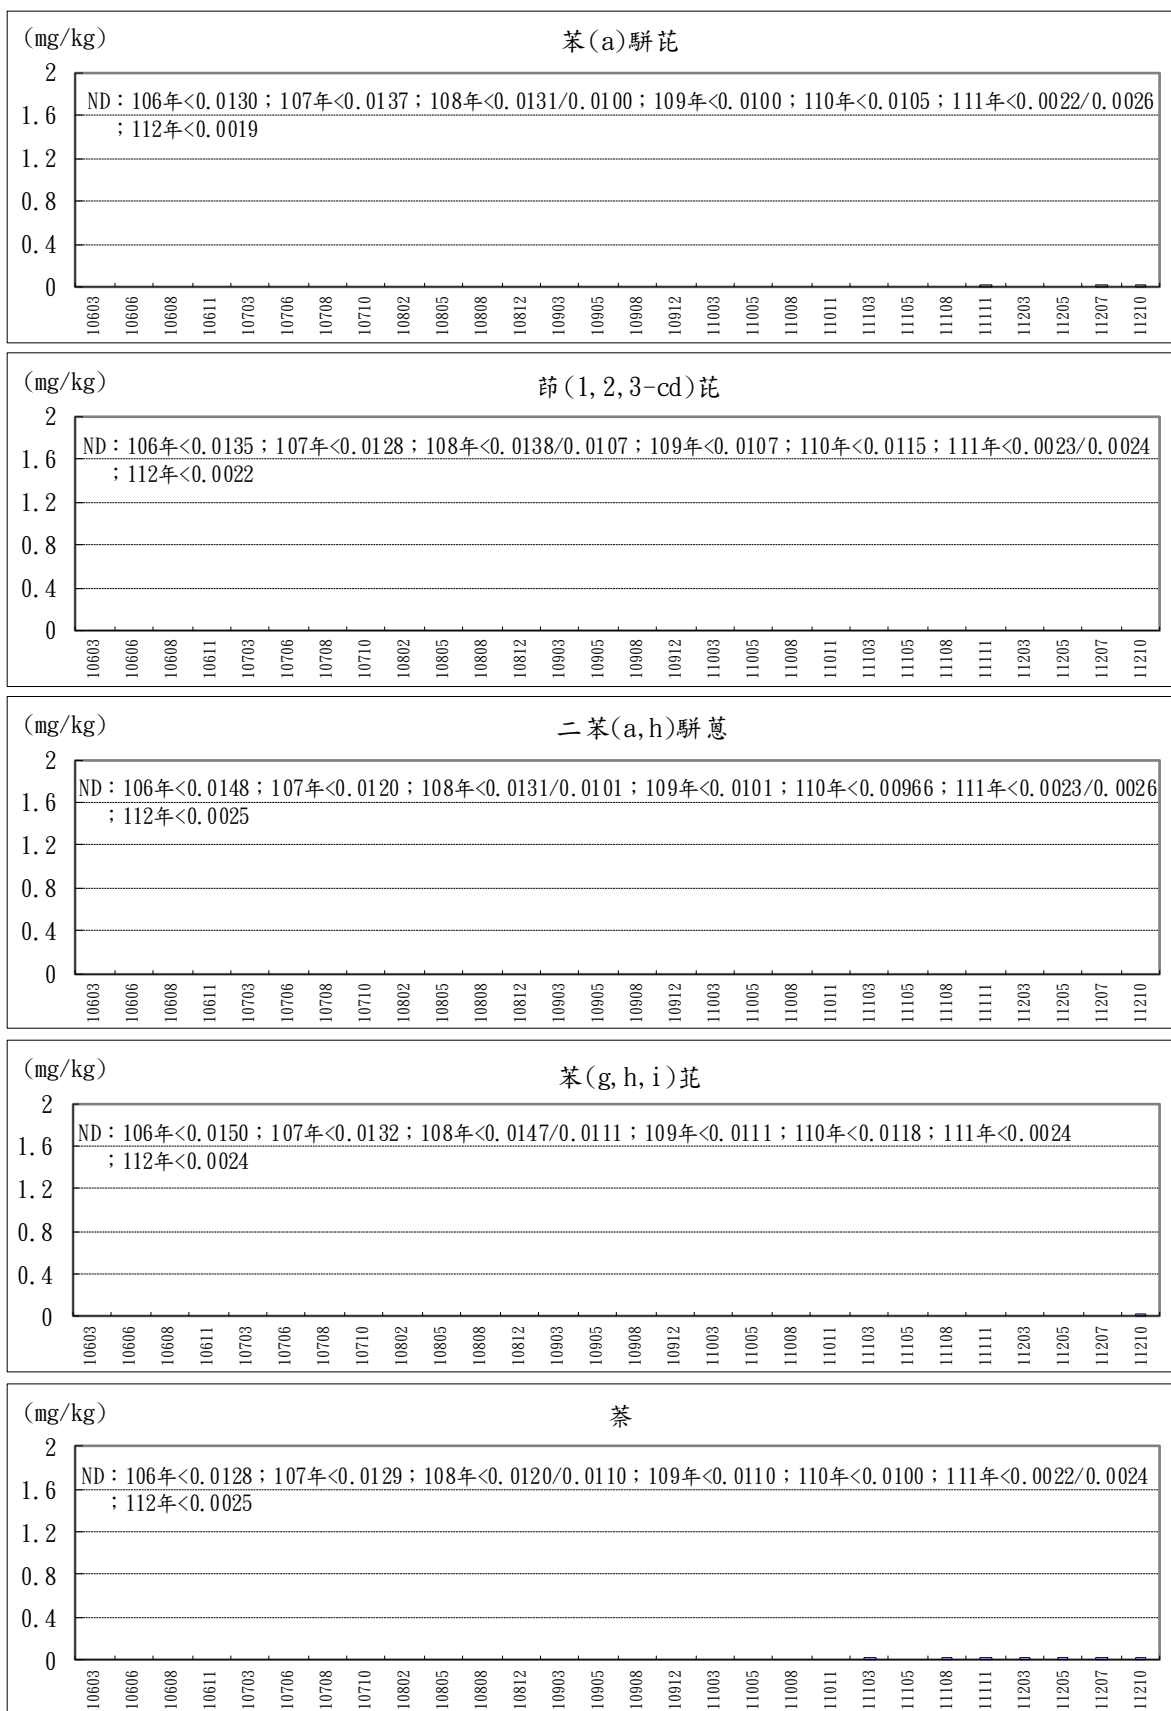 (mg/kg)
苯(a)駢芘
2
ND：106年<0.0130；107年<0.0137；108年<0.0131/0.0100；109年<0.0100；110年<0.0105；111年<0.0022/0.0026
1.6
；112年<0.0019
1.2
0.8
0.4
0
10603 10606 10608 10611 10703 10706 10708 10710 10802 10805 10808 10812 10903 10905 10908 10912 11003 11005 11008 11011 11103 11105 11108 11111 11203 11205 11207 11210
(mg/kg)
茚(1,2,3-cd)芘
2
ND：106年<0.0135；107年<0.0128；108年<0.0138/0.0107；109年<0.0107；110年<0.0115；111年<0.0023/0.0024
1.6
；112年<0.0022
1.2
0.8
0.4
0
10603 10606 10608 10611 10703 10706 10708 10710 10802 10805 10808 10812 10903 10905 10908 10912 11003 11005 11008 11011 11103 11105 11108 11111 11203 11205 11207 11210
(mg/kg)
二苯(a,h)駢蒽
2
ND：106年<0.0148；107年<0.0120；108年<0.0131/0.0101；109年<0.0101；110年<0.00966；111年<0.0023/0.0026
1.6
；112年<0.0025
1.2
0.8
0.4
0
10603 10606 10608 10611 10703 10706 10708 10710 10802 10805 10808 10812 10903 10905 10908 10912 11003 11005 11008 11011 11103 11105 11108 11111 11203 11205 11207 11210
(mg/kg)
苯(g,h,i)芷
2
ND：106年<0.0150；107年<0.0132；108年<0.0147/0.0111；109年<0.0111；110年<0.0118；111年<0.0024
1.6
；112年<0.0024
1.2
0.8
0.4
0
10603 10606 10608 10611 10703 10706 10708 10710 10802 10805 10808 10812 10903 10905 10908 10912 11003 11005 11008 11011 11103 11105 11108 11111 11203 11205 11207 11210
(mg/kg)
萘
2
ND：106年<0.0128；107年<0.0129；108年<0.0120/0.0110；109年<0.0110；110年<0.0100；111年<0.0022/0.0024
1.6
；112年<0.0025
1.2
0.8
0.4
0
10603 10606 10608 10611 10703 10706 10708 10710 10802 10805 10808 10812 10903 10905 10908 10912 11003 11005 11008 11011 11103 11105 11108 11111 11203 11205 11207 11210